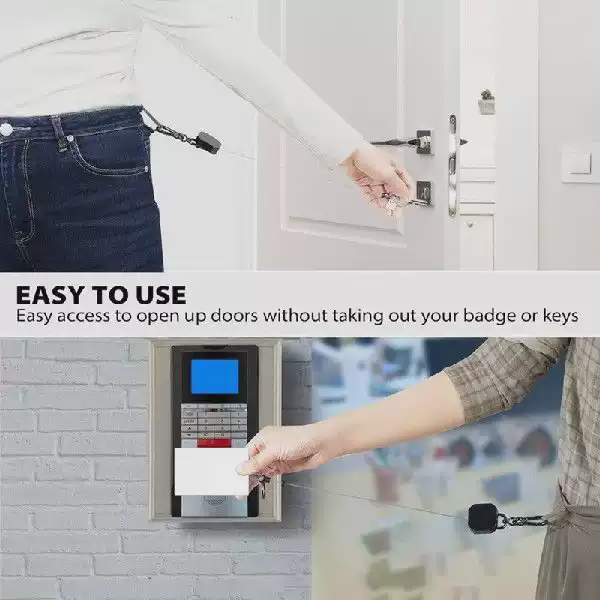 EASY TO USE
Easy access to open up doors without taking out your badge or keys